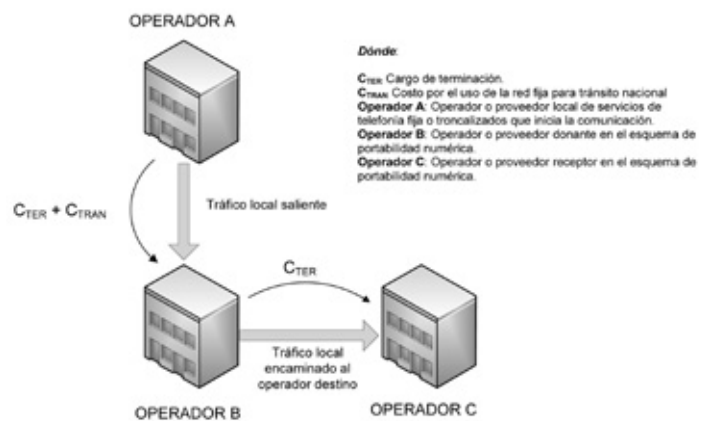 OPERADOR A
Dónde:
CTER: Cargo de terminación.
CTRAN: Costo por el uso de la red fija para tránsito nacional
Operador A: Operador o proveedor local de servicios de
telefonía fija o troncalizados que inicia la comunicación.
Operador B: Operador o proveedor donante en el esquema de
portabilidad numérica.
Operador C: Operador o proveedor receptor en el esquema de
portabilidad numérica.
Tráfico local saliente
CTER + CTRAN
CTER
Tráfico local
encaminado al
operador destino
OPERADOR B
OPERADOR C